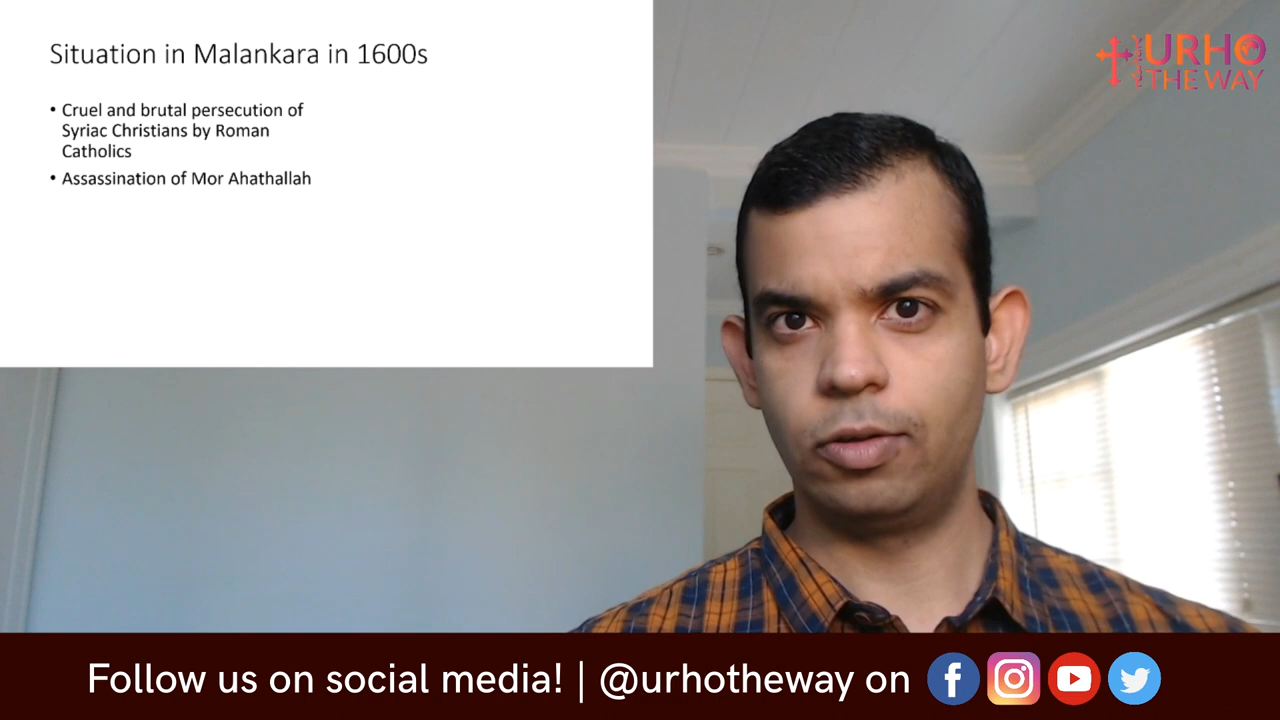 Situation in Malankara in 1600s
• Cruel and brutal persecution of
Syriac Christians by Roman
Catholics
• Assassination of Mor Ahathallah
URHO
THE WAY
Follow us on social media! | @urhotheway on